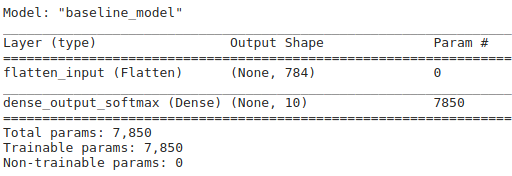 Model: "baseline_model"
_________________________________________________________________
Layer (type)                 Output Shape              Param #
=================================================================
flatten_input (Flatten)      (None, 784)               0
_________________________________________________________________
dense_output_softmax (Dense) (None, 10)                7850
=================================================================
Total params: 7,850
Trainable params: 7,850
Non-trainable params: 0